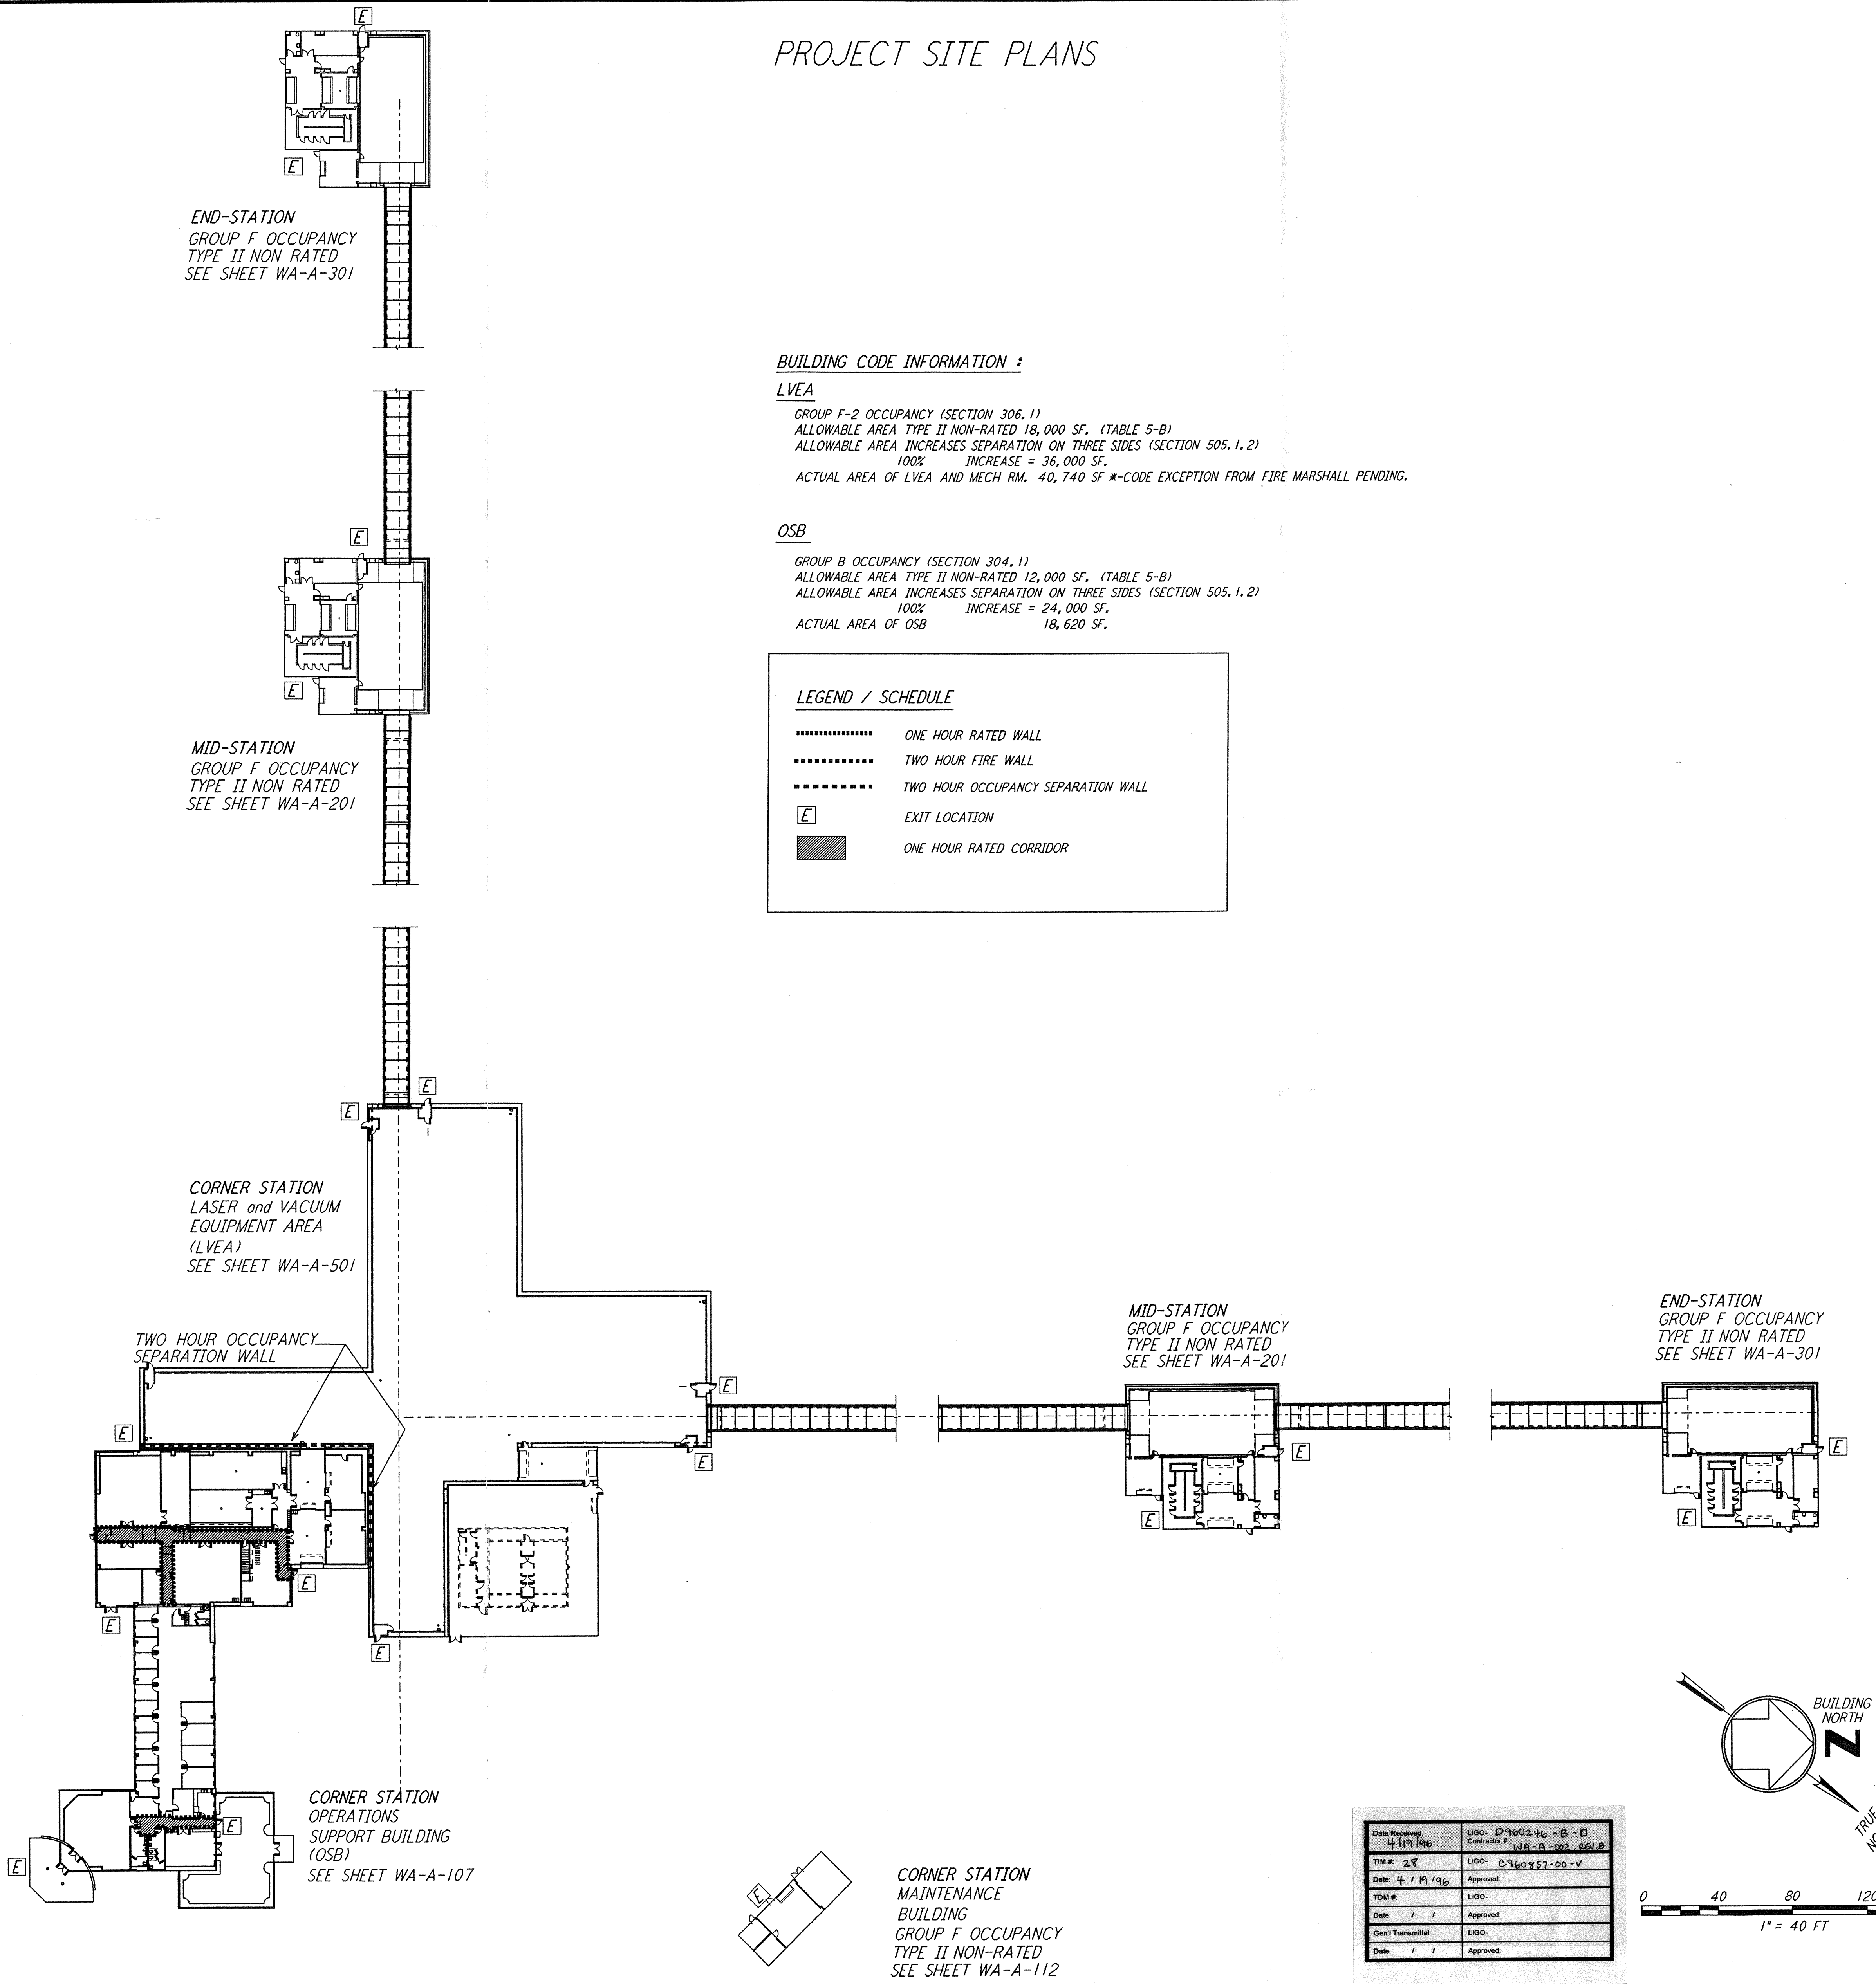 PROJECT SITE PLANS
E
E
END-STATION
GROUP F OCCUPANCY
TYPE II NON RATED
SEE SHEET WA-A-301
BUILDING CODE INFORMATION :
LVEA
GROUP F-2 OCCUPANCY (SECTION 306.1)
ALLOWABLE AREA TYPE II NON-RATED 18,000 SF. (TABLE 5-B)
ALLOWABLE AREA INCREASES SEPARATION ON THREE SIDES (SECTION 505.1.2)
100% INCREASE = 36,000 SF.
ACTUAL AREA OF LVEA AND MECH RM. 40,740 SF *-CODE EXCEPTION FROM FIRE MARSHALL PENDING.
OSB
GROUP B OCCUPANCY (SECTION 304.1)
ALLOWABLE AREA TYPE II NON-RATED 12,000 SF. (TABLE 5-B)
ALLOWABLE AREA INCREASES SEPARATION ON THREE SIDES (SECTION 505.1.2)
100% INCREASE = 24,000 SF.
ACTUAL AREA OF OSB 18,620 SF.
E
E
MID-STATION
GROUP F OCCUPANCY
TYPE II NON RATED
SEE SHEET WA-A-201
LEGEND / SCHEDULE
ONE HOUR RATED WALL
TWO HOUR FIRE WALL
TWO HOUR OCCUPANCY SEPARATION WALL
E EXIT LOCATION
ONE HOUR RATED CORRIDOR
E
E
CORNER STATION
LASER and VACUUM
EQUIPMENT AREA
(LVEA)
SEE SHEET WA-A-501
TWO HOUR OCCUPANCY
SEPARATION WALL
E
E
E
MID-STATION
GROUP F OCCUPANCY
TYPE II NON RATED
SEE SHEET WA-A-201
E
E
END-STATION
GROUP F OCCUPANCY
TYPE II NON RATED
SEE SHEET WA-A-301
E
E
E
E
E
E
E
CORNER STATION
OPERATIONS
SUPPORT BUILDING
(OSB)
SEE SHEET WA-A-107
E
CORNER STATION
MAINTENANCE
BUILDING
GROUP F OCCUPANCY
TYPE II NON-RATED
SEE SHEET WA-A-112
BUILDING
NORTH
N
TRUE
Date Received: 4/19/96
LIGO- D960246-B-O
Contractor #: WA-A-002, REV.B
TIM #: 28
LIGO- C960857-00-V
Date: 4 / 19 / 96
Approved:
TDM #:
LIGO-
Date: / /
Approved:
Gen'l Transmittal
LIGO-
Date: / /
Approved:
0 40 80 120
1" = 40 FT